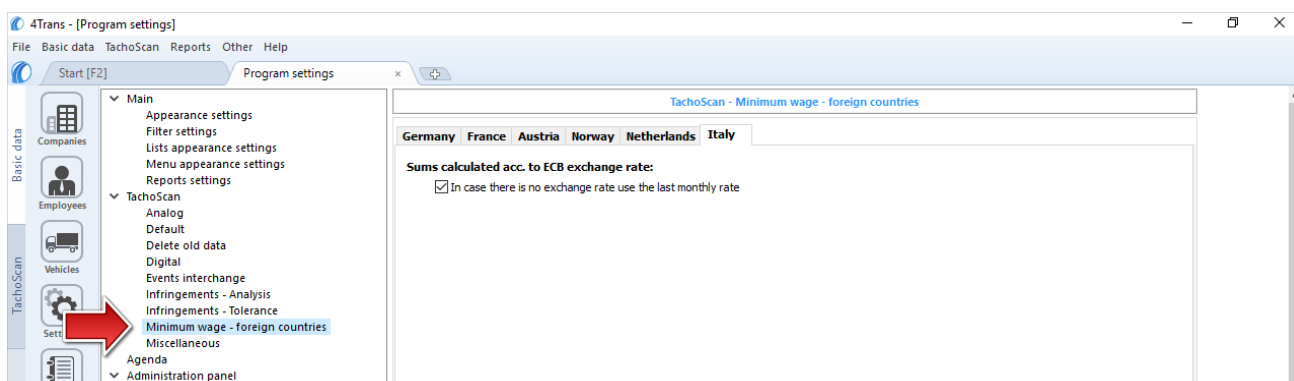 4Trans - [Program settings]
File Basic data TachoScan Reports Other Help
Start [F2]
Program settings
Basic data
TachoScan
Companies
Employees
Vehicles
Sett
Main
Appearance settings
Filter settings
Lists appearance settings
Menu appearance settings
Reports settings
TachoScan
Analog
Default
Delete old data
Digital
Events interchange
Infringements - Analysis
Infringements - Tolerance
Minimum wage - foreign countries
Miscellaneous
Agenda
Administration panel
TachoScan - Minimum wage - foreign countries
Germany France Austria Norway Netherlands Italy
Sums calculated acc. to ECB exchange rate:
In case there is no exchange rate use the last monthly rate